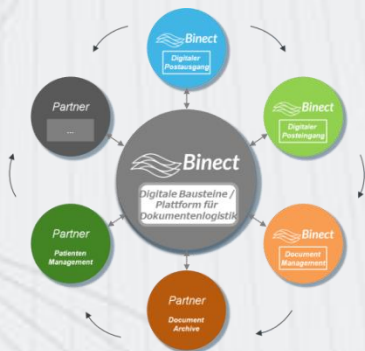 Binect
Digitaler
Postausgang
Binect
Digitaler
Posteingang
Binect
Document
Management
Partner
Document
Archive
Partner
Patienten
Management
Partner
...
Binect
Digitale Bausteine /
Plattform für
Dokumentenlogistik